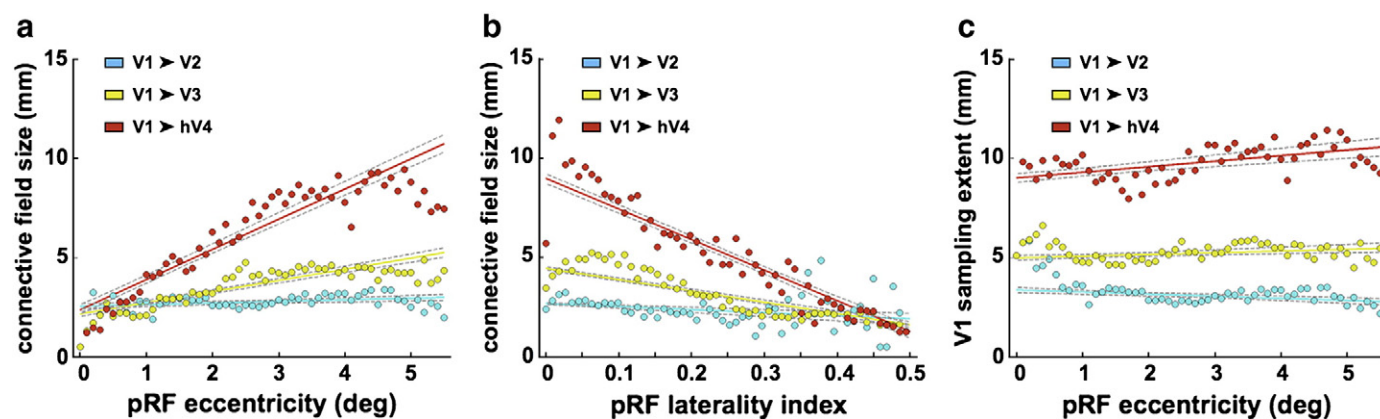 a
15
10
5
0
connective field size (mm)
V1 ➤ V2
V1 ➤ V3
V1 ➤ hV4
0 1 2 3 4 5
pRF eccentricity (deg)
b
15
10
5
0
connective field size (mm)
V1 ➤ V2
V1 ➤ V3
V1 ➤ hV4
0 0.1 0.2 0.3 0.4 0.5
pRF laterality index
c
15
10
5
0
V1 sampling extent (mm)
V1 ➤ V2
V1 ➤ V3
V1 ➤ hV4
0 1 2 3 4 5
pRF eccentricity (deg)